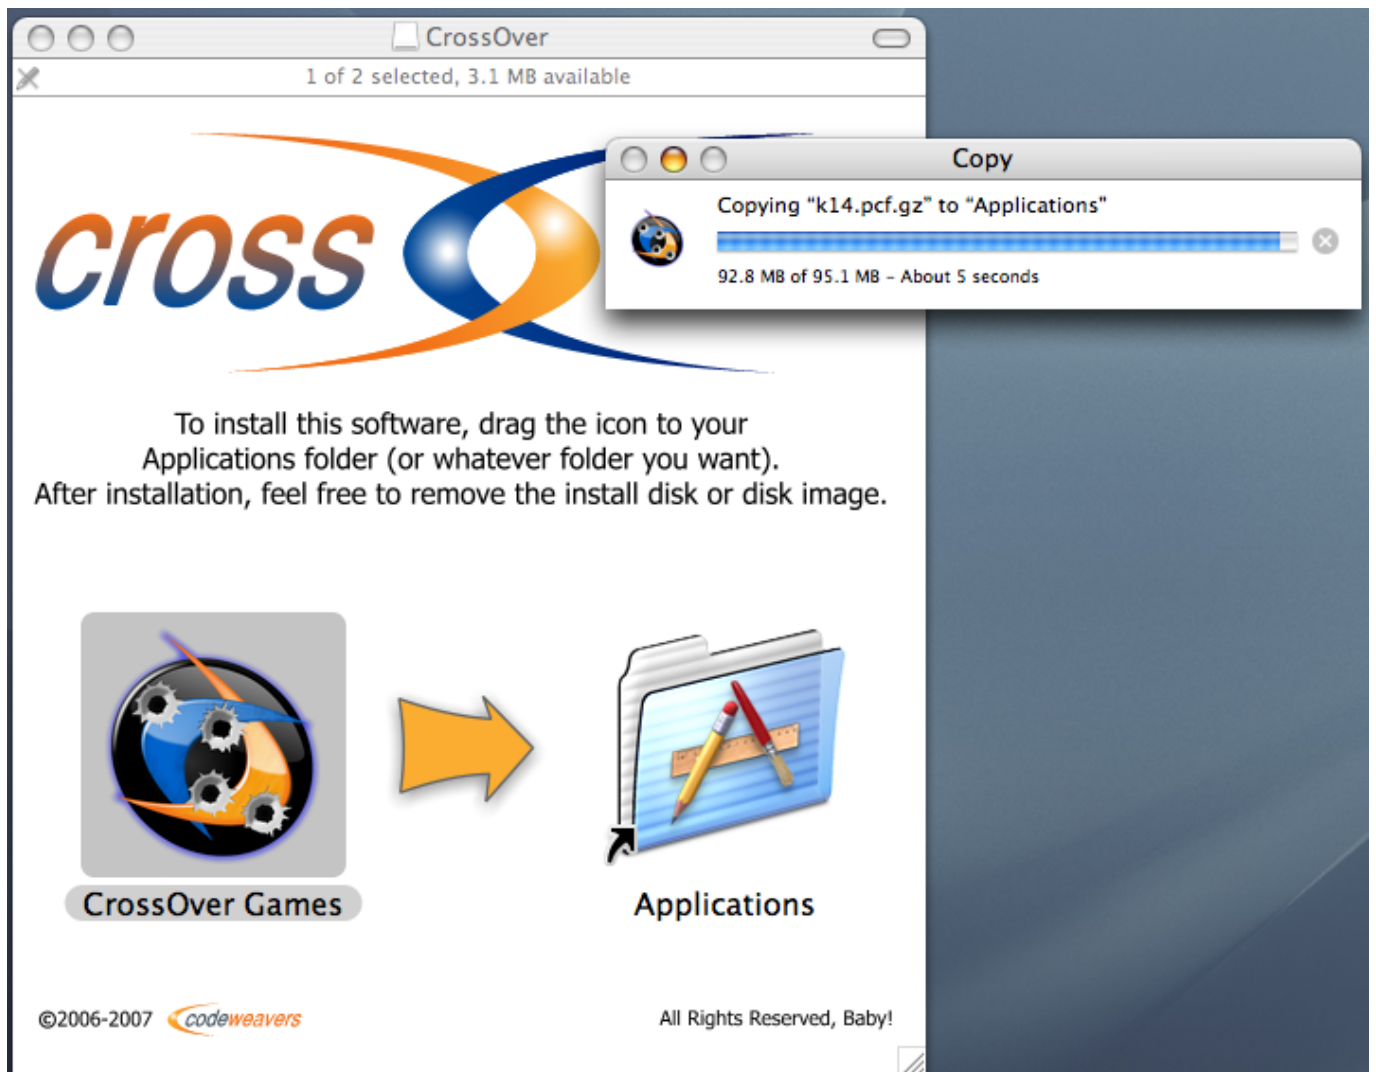 CrossOver
1 of 2 selected, 3.1 MB available
cross
Copy
Copying “k14.pcf.gz” to “Applications”
92.8 MB of 95.1 MB – About 5 seconds
To install this software, drag the icon to your
Applications folder (or whatever folder you want).
After installation, feel free to remove the install disk or disk image.
CrossOver Games
Applications
©2006-2007 codeweavers
All Rights Reserved, Baby!